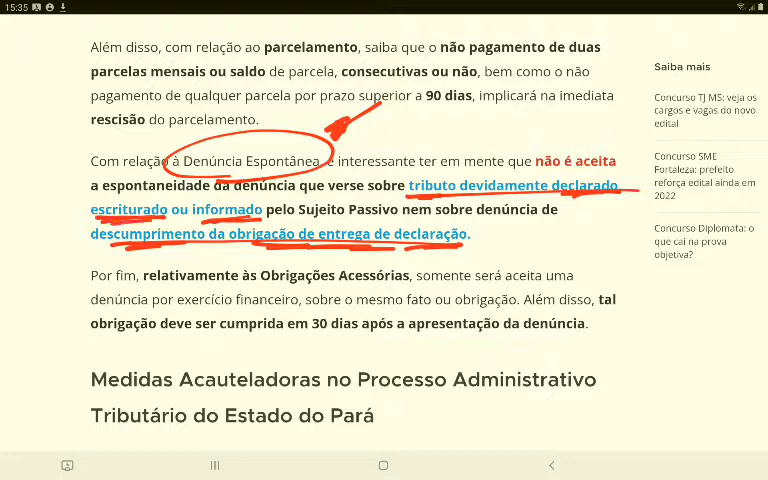 15:35
Além disso, com relação ao parcelamento, saiba que o não pagamento de duas
parcelas mensais ou saldo de parcela, consecutivas ou não, bem como o não
pagamento de qualquer parcela por prazo superior a 90 dias, implicará na imediata
rescisão do parcelamento.
Com relação à Denúncia Espontânea, é interessante ter em mente que não é aceita
a espontaneidade da denúncia que verse sobre tributo devidamente declarado
escriturado ou informado pelo Sujeito Passivo nem sobre denúncia de
descumprimento da obrigação de entrega de declaração.
Por fim, relativamente às Obrigações Acessórias, somente será aceita uma
denúncia por exercício financeiro, sobre o mesmo fato ou obrigação. Além disso, tal
obrigação deve ser cumprida em 30 dias após a apresentação da denúncia.
Medidas Acauteladoras no Processo Administrativo
Tributário do Estado do Pará
Saiba mais
Concurso TJ MS: veja os
cargos e vagas do novo
edital
Concurso SME
Fortaleza: prefeito
reforça edital ainda em
2022
Concurso Diplomata: o
que cai na prova
objetiva?